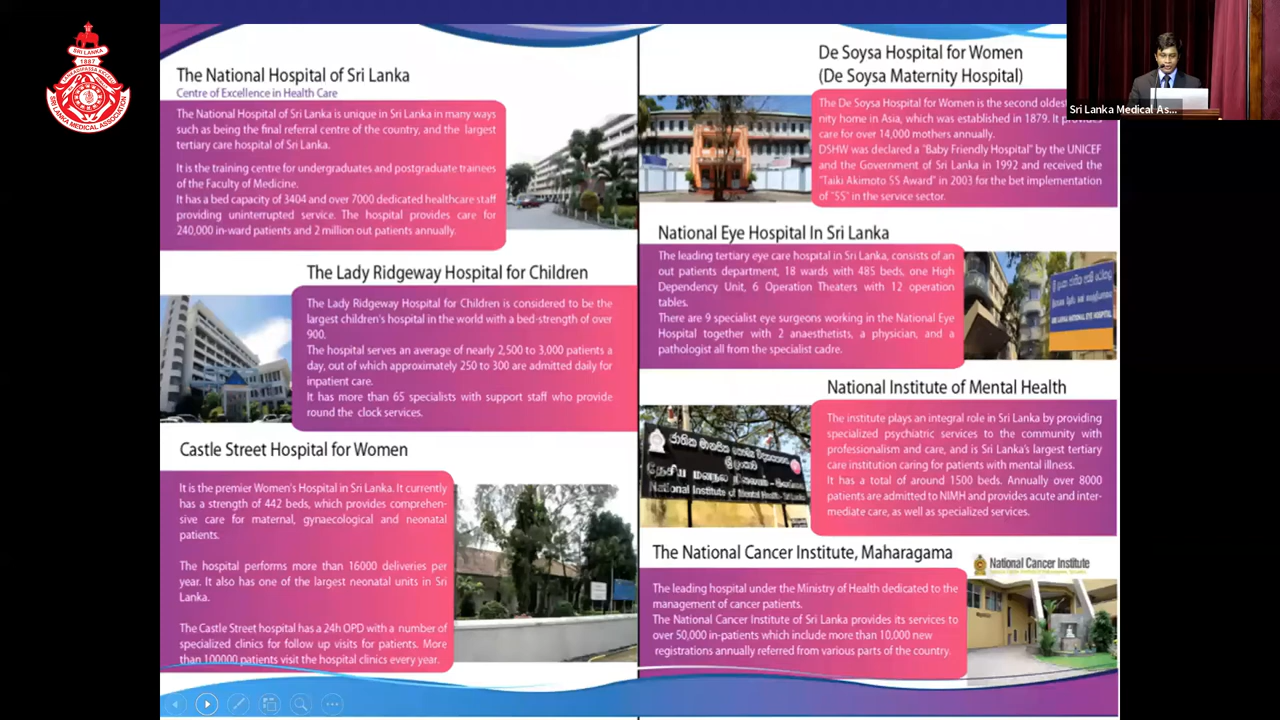 SRI LANKA
1887
SRI LANKA MEDICAL ASSOCIATION
The National Hospital of Sri Lanka
Centre of Excellence in Health Care
The National Hospital of Sri Lanka is unique in Sri Lanka in many ways
such as being the final referral centre of the country, and the largest
tertiary care hospital of Sri Lanka.
It is the training centre for undergraduates and postgraduate trainees
of the Faculty of Medicine.
It has a bed capacity of 3404 and over 7000 dedicated healthcare staff
providing uninterrupted service. The hospital provides care for
240,000 in-ward patients and 2 million out patients annually.
The Lady Ridgeway Hospital for Children
The Lady Ridgeway Hospital for Children is considered to be the
largest children's hospital in the world with a bed-strength of over
900.
The hospital serves an average of nearly 2,500 to 3,000 patients a
day, out of which approximately 250 to 300 are admitted daily for
inpatient care.
It has more than 65 specialists with support staff who provide
round the clock services.
Castle Street Hospital for Women
It is the premier Women's Hospital in Sri Lanka. It currently
has a strength of 442 beds, which provides comprehen-
sive care for maternal, gynaecological and neonatal
patients.
The hospital performs more than 16000 deliveries per
year. It also has one of the largest neonatal units in Sri
Lanka.
The Castle Street hospital has a 24h OPD with a number of
specialized clinics for follow up visits for patients. More
than 100000 patients visit the hospital clinics every year.
De Soysa Hospital for Women
(De Soysa Maternity Hospital)
The De Soysa Hospital for Women is the second oldest
nity home in Asia, which was established in 1879. It
care for over 14,000 mothers annually.
DSHW was declared a "Baby Friendly Hospital" by the UNICEF
and the Government of Sri Lanka in 1992 and received the
"Taiki Akimoto 5S Award" in 2003 for the bet implementation
of "5S" in the service sector.
National Eye Hospital In Sri Lanka
The leading tertiary eye care hospital in Sri Lanka, consists of an
out patients department, 18 wards with 485 beds, one High
Dependency Unit, 6 Operation Theaters with 12 operation
tables.
There are 9 specialist eye surgeons working in the National Eye
Hospital together with 2 anaesthetists, a physician, and a
pathologist all from the specialist cadre.
SRI LANKA NATIONAL EYE HOSPITAL
National Institute of Mental Health
ජාතික මානසික සෞඛ්‍ය විද්‍යායතනය
ශ්‍රී ලංකාව
National Institute of Mental Health - Sri Lanka
The institute plays an integral role in Sri Lanka by providing
specialized psychiatric services to the community with
professionalism and care, and is Sri Lanka's largest tertiary
care institution caring for patients with mental illness.
It has a total of around 1500 beds. Annually over 8000
patients are admitted to NIMH and provides acute and inter-
mediate care, as well as specialized services.
The National Cancer Institute, Maharagama
National Cancer Institute
The leading hospital under the Ministry of Health dedicated to the
management of cancer patients.
The National Cancer Institute of Sri Lanka provides its services to
over 50,000 in-patients which include more than 10,000 new
registrations annually referred from various parts of the country.
Sri Lanka Medical As...